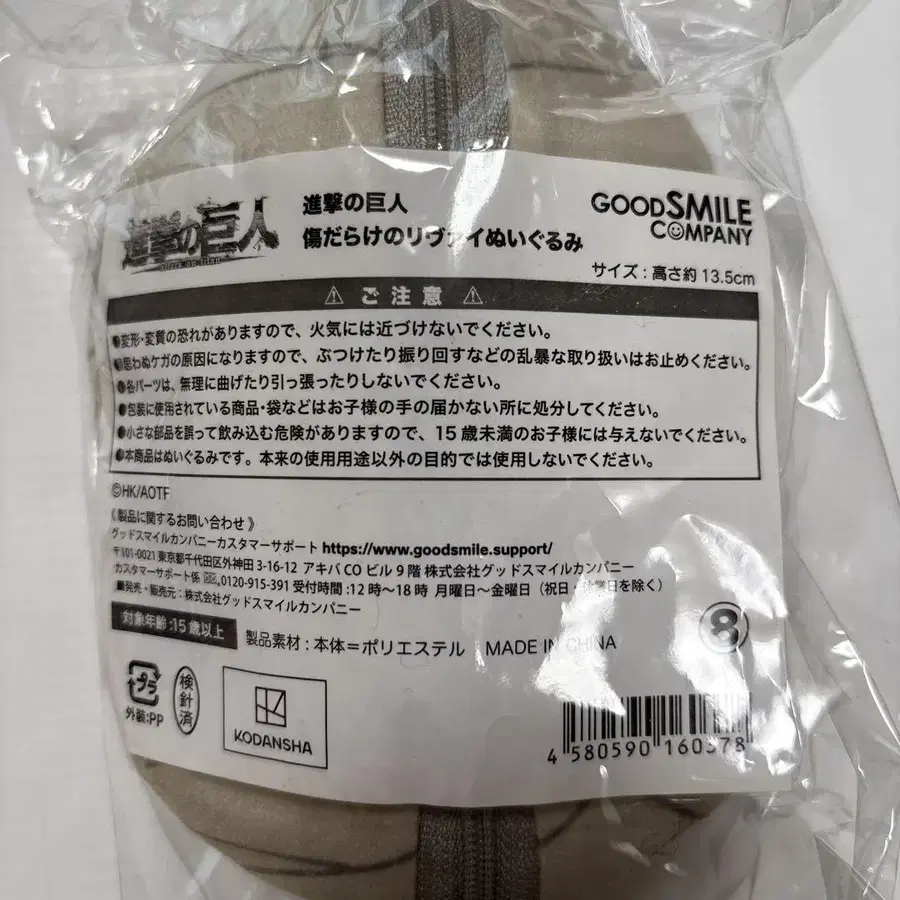 進撃の巨人
attack on titan
進撃の巨人
傷だらけのリヴァイぬいぐるみ
GOODSMILE
COMPANY
サイズ:高さ約13.5cm
⚠ ご注意 ⚠
●変形・変質の恐れがありますので、火気には近づけないでください。
●思わぬケガの原因になりますので、ぶつけたり振り回すなどの乱暴な取り扱いはお止めください。
●各パーツは、無理に曲げたり引っ張ったりしないでください。
●包装に使用されている商品・袋などはお子様の手の届かない所に処分してください。
●小さな部品を誤って飲み込む危険がありますので、15歳未満のお子様には与えないでください。
●本商品はぬいぐるみです。本来の使用用途以外の目的では使用しないでください。
©HK/AOTF
《製品に関するお問い合わせ》
グッドスマイルカンパニーカスタマーサポート https://www.goodsmile.support/
〒101-0021 東京都千代田区外神田 3-16-12 アキバ CO ビル 9 階 株式会社グッドスマイルカンパニー
カスタマーサポート係 0120-915-391 受付時間:12時〜18時 月曜日〜金曜日(祝日・休業日を除く)
■発売・販売元:株式会社グッドスマイルカンパニー
対象年齢:15歳以上
製品素材:本体=ポリエステル MADE IN CHINA
⑧
プラ
外装:PP
検針済
KODANSHA
4 580590 160378